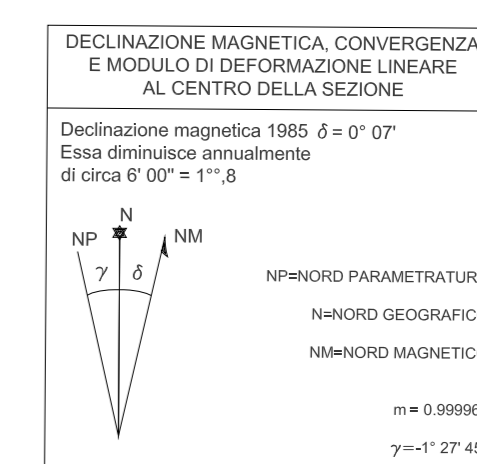 DECLINAZIONE MAGNETICA, CONVERGENZA
E MODULO DI DEFORMAZIONE LINEARE
AL CENTRO DELLA SEZIONE
Declinazione magnetica 1985 δ = 0° 07'
Essa diminuisce annualmente
di circa 6' 00" = 1°°,8
N
NP NM
γ δ
NP=NORD PARAMETRATUR
N=NORD GEOGRAFIC
NM=NORD MAGNETIC
m = 0.99996
γ=-1° 27' 45